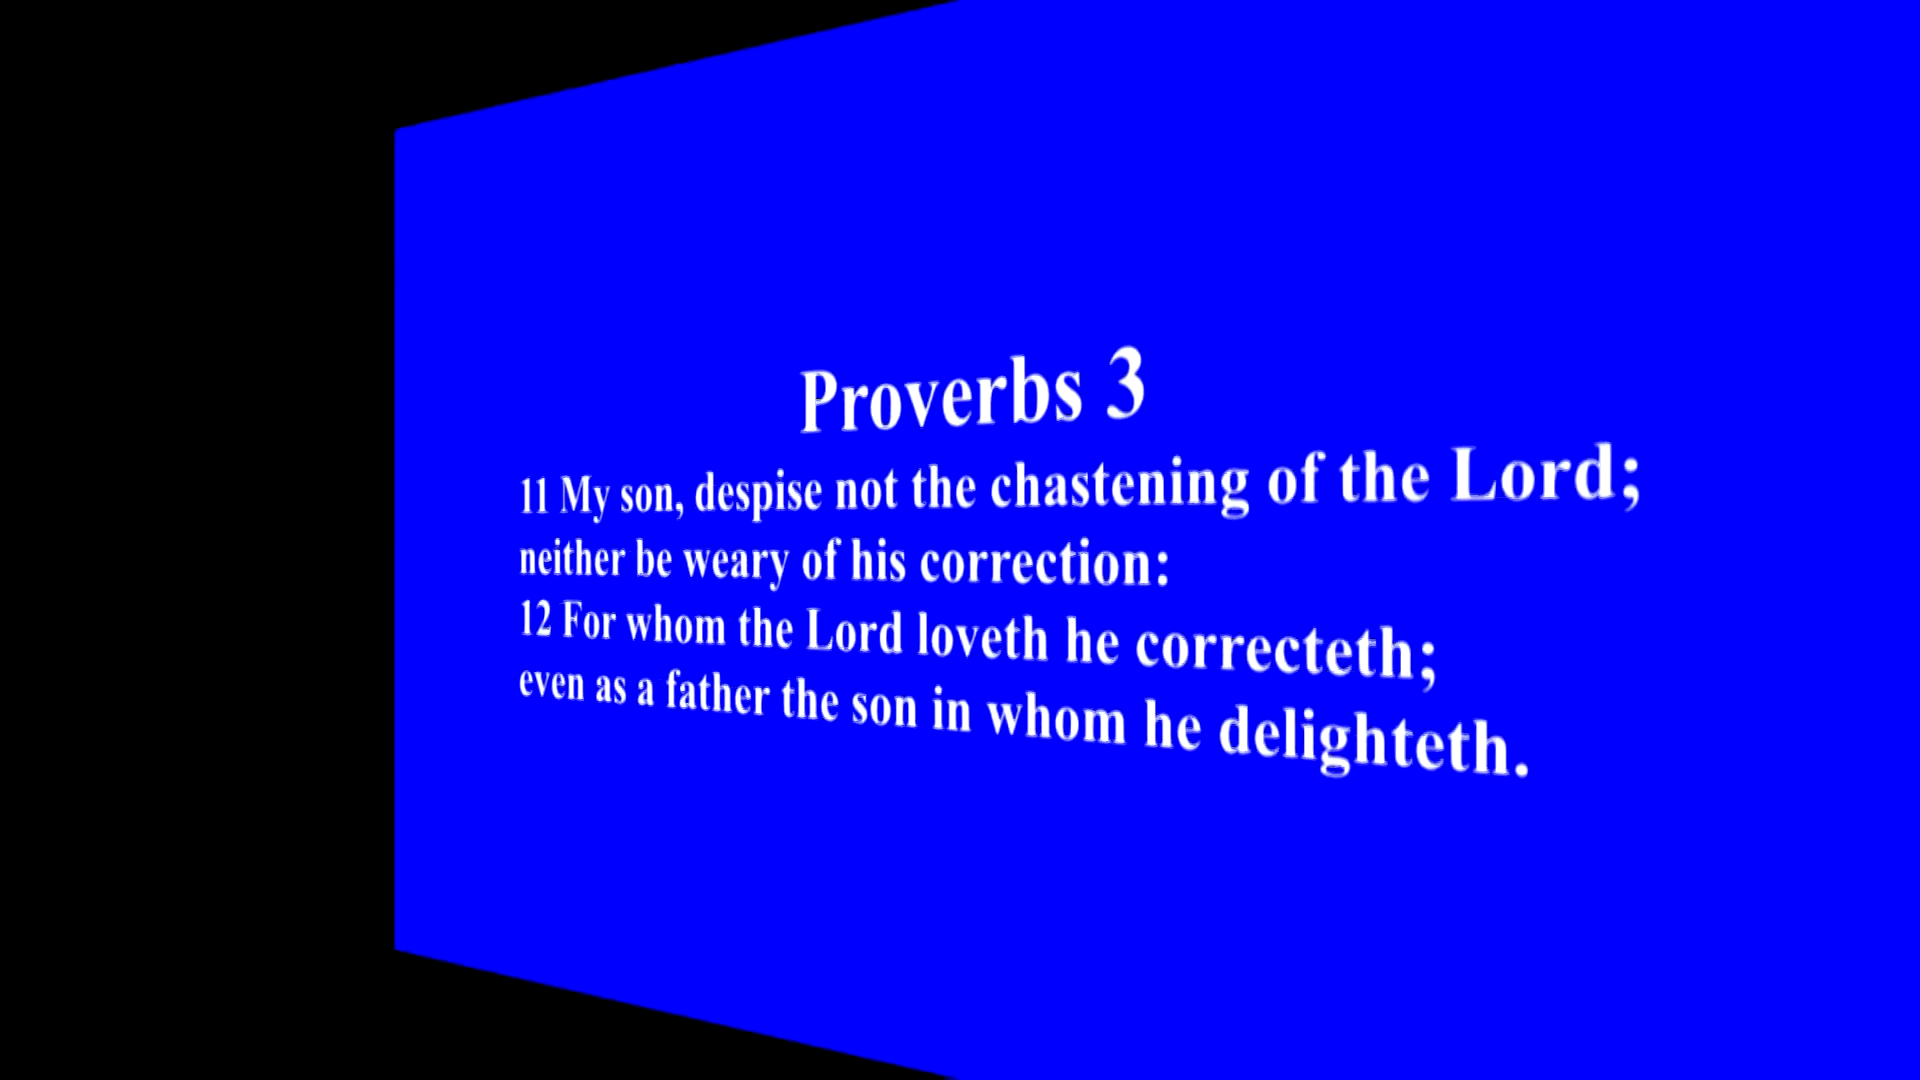 Proverbs 3
11 My son, despise not the chastening of the Lord;
neither be weary of his correction:
12 For whom the Lord loveth he correcteth;
even as a father the son in whom he delighteth.